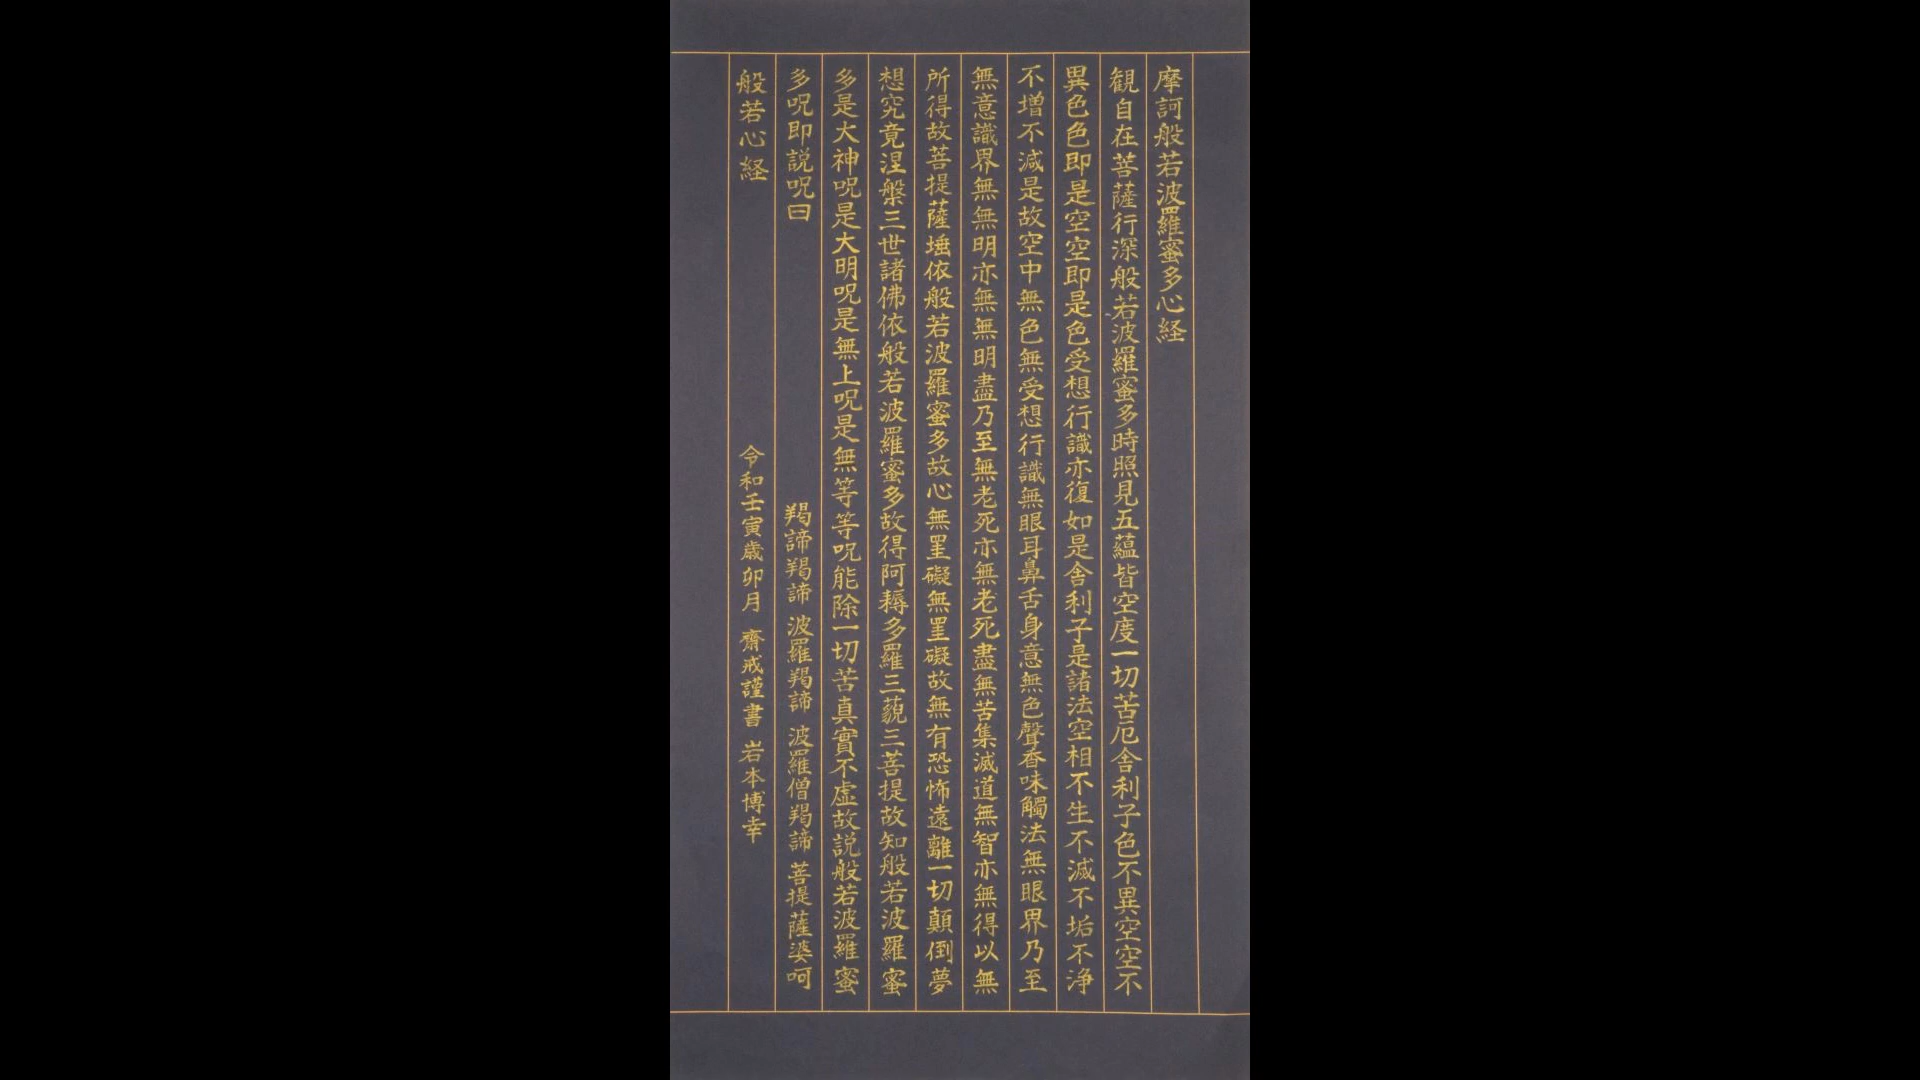 摩訶般若波羅蜜多心経
観自在菩薩行深般若波羅蜜多時照見五蘊皆空度一切苦厄舎利子色不異空空不
異色色即是空空即是色受想行識亦復如是舎利子是諸法空相不生不滅不垢不浄
不増不減是故空中無色無受想行識無眼耳鼻舌身意無色聲香味觸法無眼界乃至
無意識界無無明亦無無明盡乃至無老死亦無老死盡無苦集滅道無智亦無得以無
所得故菩提薩埵依般若波羅蜜多故心無罣礙無罣礙故無有恐怖遠離一切顛倒夢
想究竟涅槃三世諸佛依般若波羅蜜多故得阿耨多羅三藐三菩提故知般若波羅蜜
多是大神呪是大明呪是無上呪是無等等呪能除一切苦真實不虚故説般若波羅蜜
多呪即説呪曰 羯諦羯諦 波羅羯諦 波羅僧羯諦 菩提薩婆呵
般若心経 令和壬寅歳卯月 齋戒謹書 岩本博幸